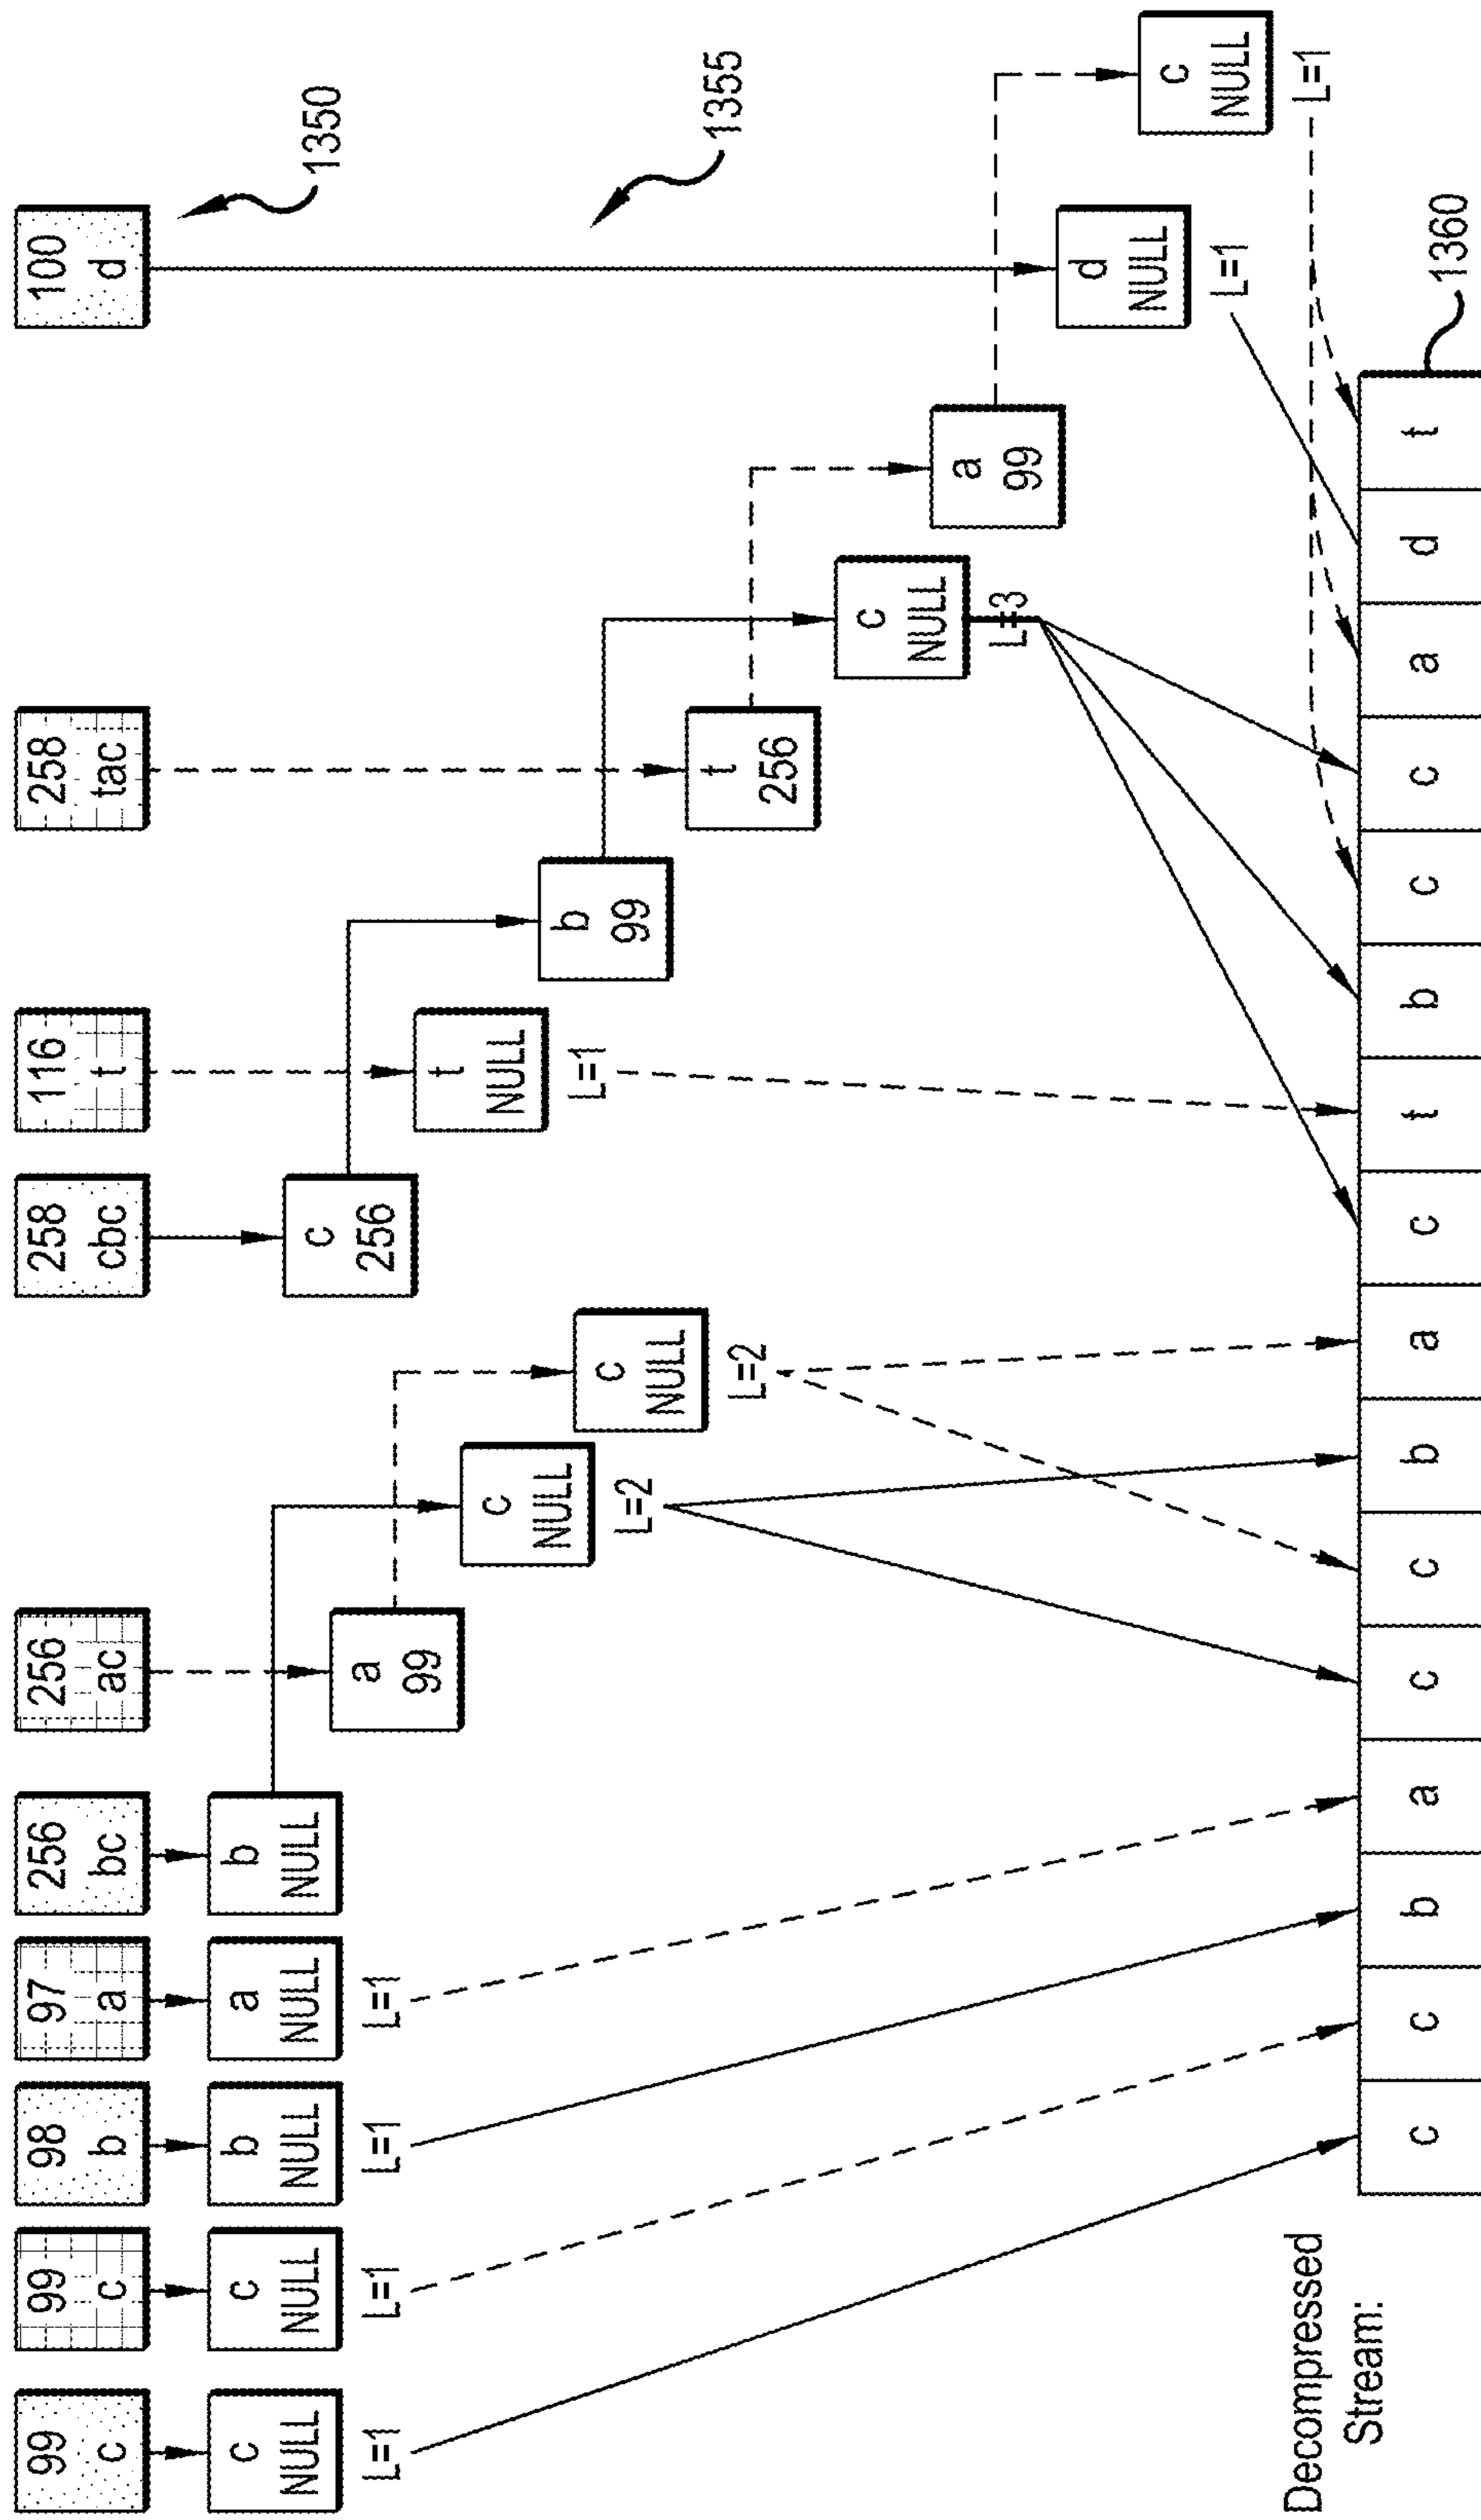 99
c
99
c
98
b
97
a
256
bc
256
ac
258
cbc
116
t
258
tac
100
d
1350
c
NULL
L=1
c
NULL
L=1
b
NULL
L=1
a
NULL
L=1
b
NULL
a
99
c
NULL
L=2
c
NULL
L=2
c
256
t
NULL
L=1
b
99
t
256
c
NULL
L=3
a
99
d
NULL
L=1
c
NULL
L=1
1355
Decompressed
Stream:
c c b a c c b a c t b c c a d t
1360